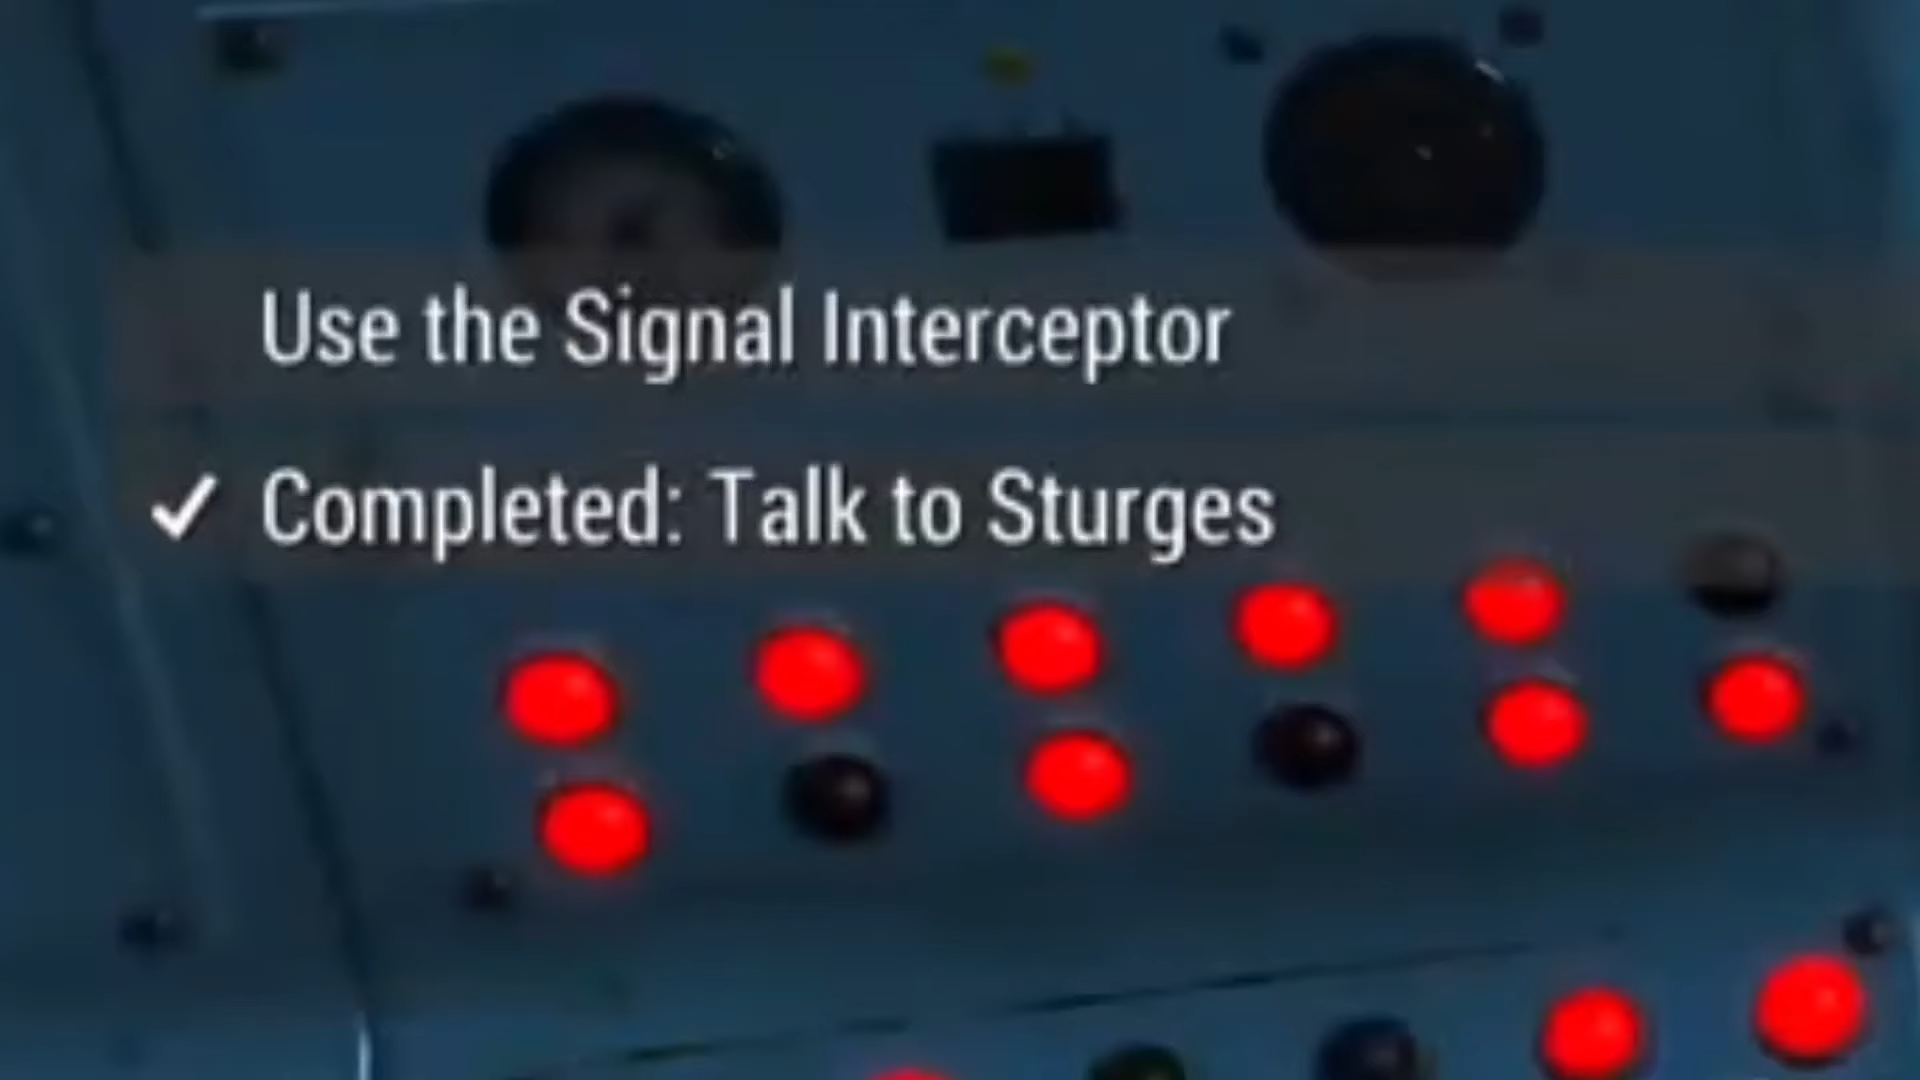 Use the Signal Interceptor
✓ Completed: Talk to Sturges